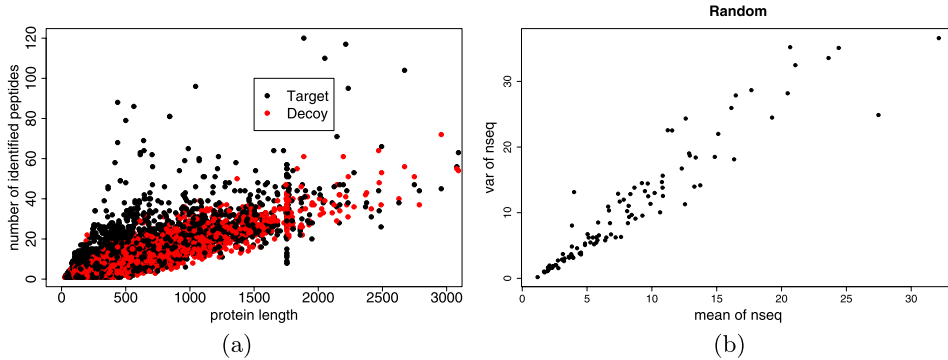 number of identified peptides
0 20 40 60 80 100 120
Target
Decoy
0 500 1000 1500 2000 2500 3000
protein length
(a)
Random
var of nseq
0 10 20 30
0 5 10 15 20 25 30
mean of nseq
(b)